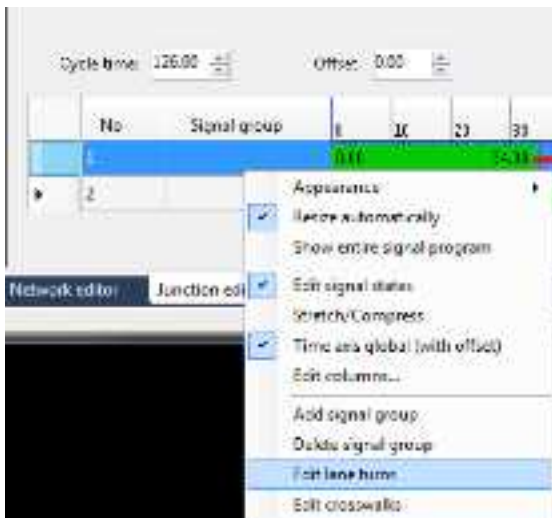 Cycle time: 126.00 Offset: 0.00
No Signal group 0 10 20 30
1 0.00
2
Appearance
Resize automatically
Show entire signal program
Edit signal states
Stretch/Compress
Time axis global (with offset)
Edit columns...
Add signal group
Delete signal group
Edit lane turns
Edit crosswalks
Network editor Junction edi